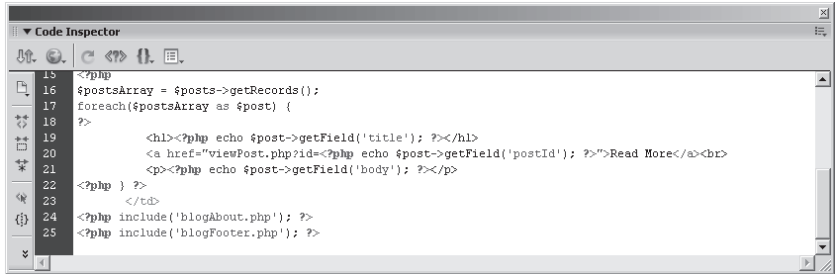 Code Inspector
15 <?php
16 $postsArray = $posts->getRecords();
17 foreach($postsArray as $post) {
18 ?>
19 <h1><?php echo $post->getField('title'); ?></h1>
20 <a href="viewPost.php?id=<?php echo $post->getField('postId'); ?>">Read More</a><br>
21 <p><?php echo $post->getField('body'); ?></p>
22 <?php } ?>
23 </td>
24 <?php include('blogAbout.php'); ?>
25 <?php include('blogFooter.php'); ?>